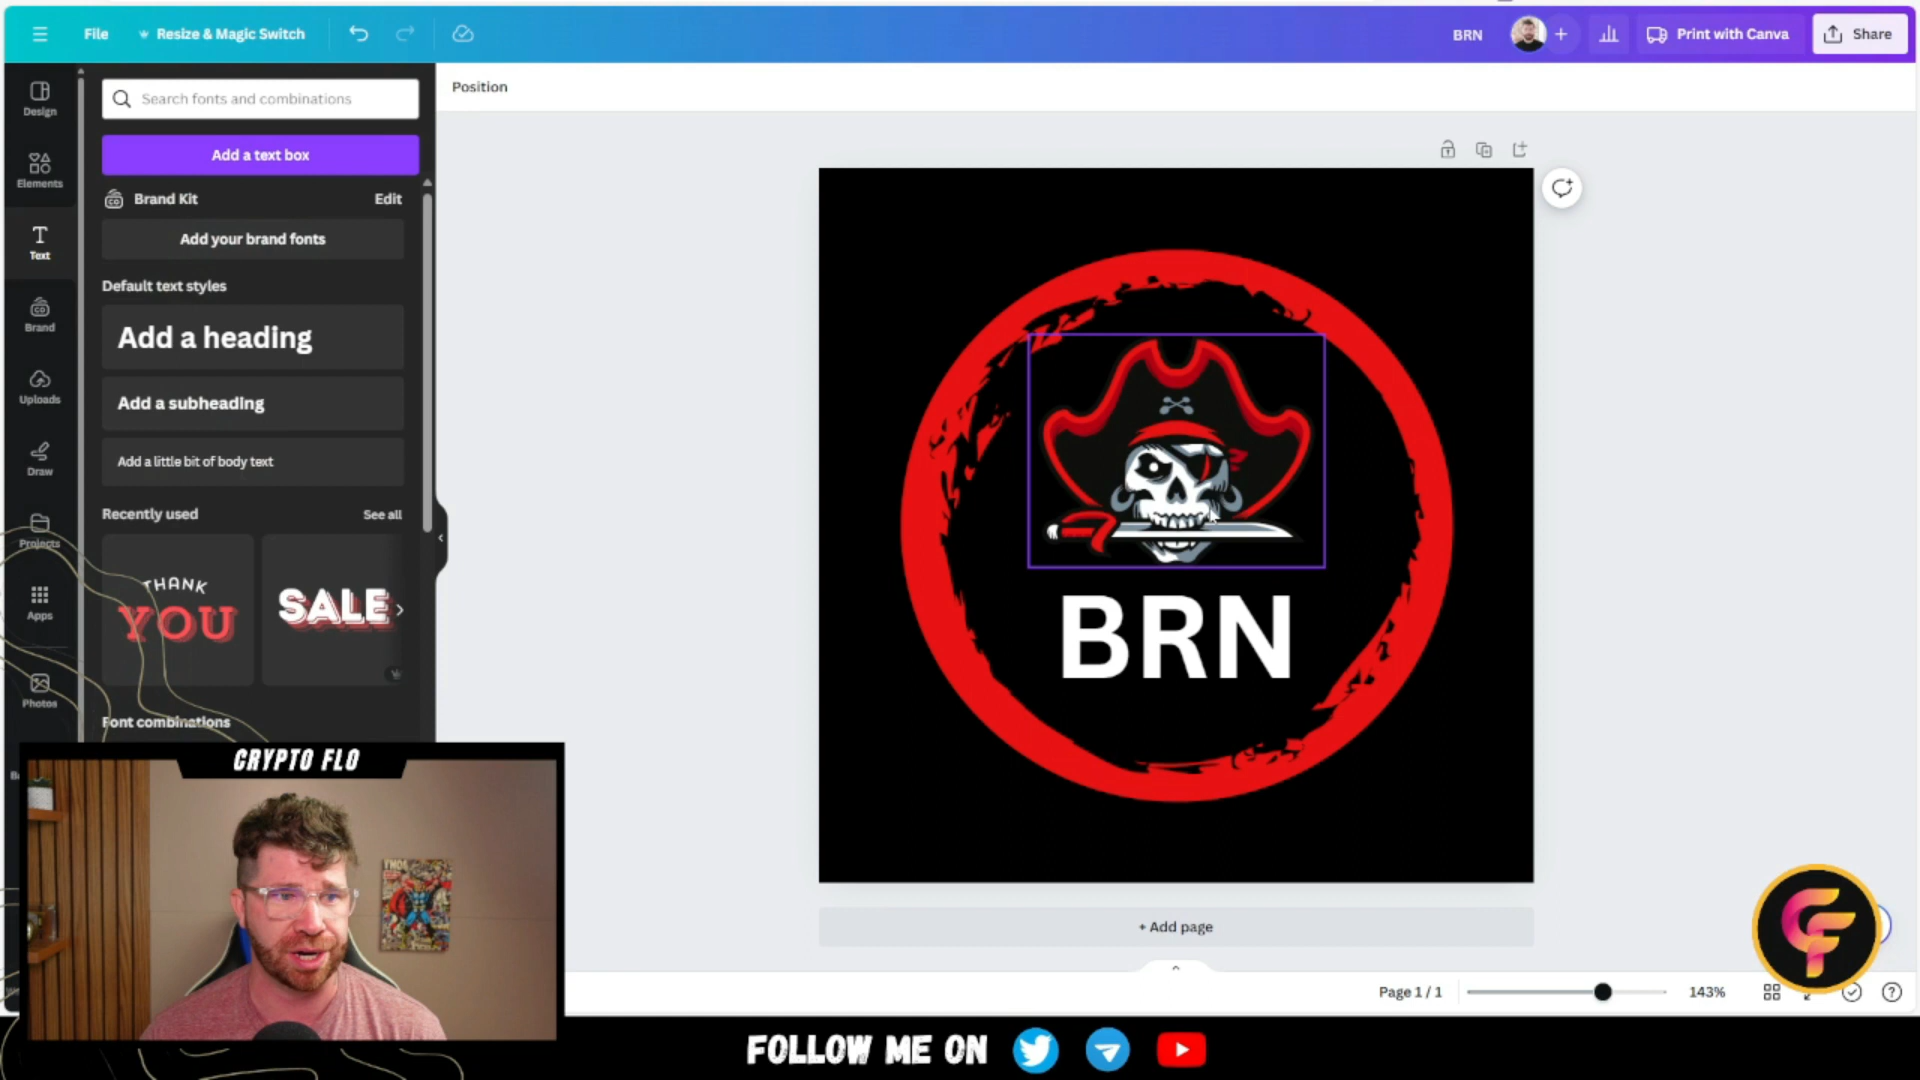 File
Resize & Magic Switch
BRN
Print with Canva
Share
Design
Elements
Text
Brand
Uploads
Draw
Projects
Apps
Photos
Search fonts and combinations
Add a text box
Brand Kit
Edit
Add your brand fonts
Default text styles
Add a heading
Add a subheading
Add a little bit of body text
Recently used
See all
THANK
YOU
SALE
Font combinations
Position
BRN
+ Add page
Page 1 / 1
143%
CRYPTO FLO
FOLLOW ME ON